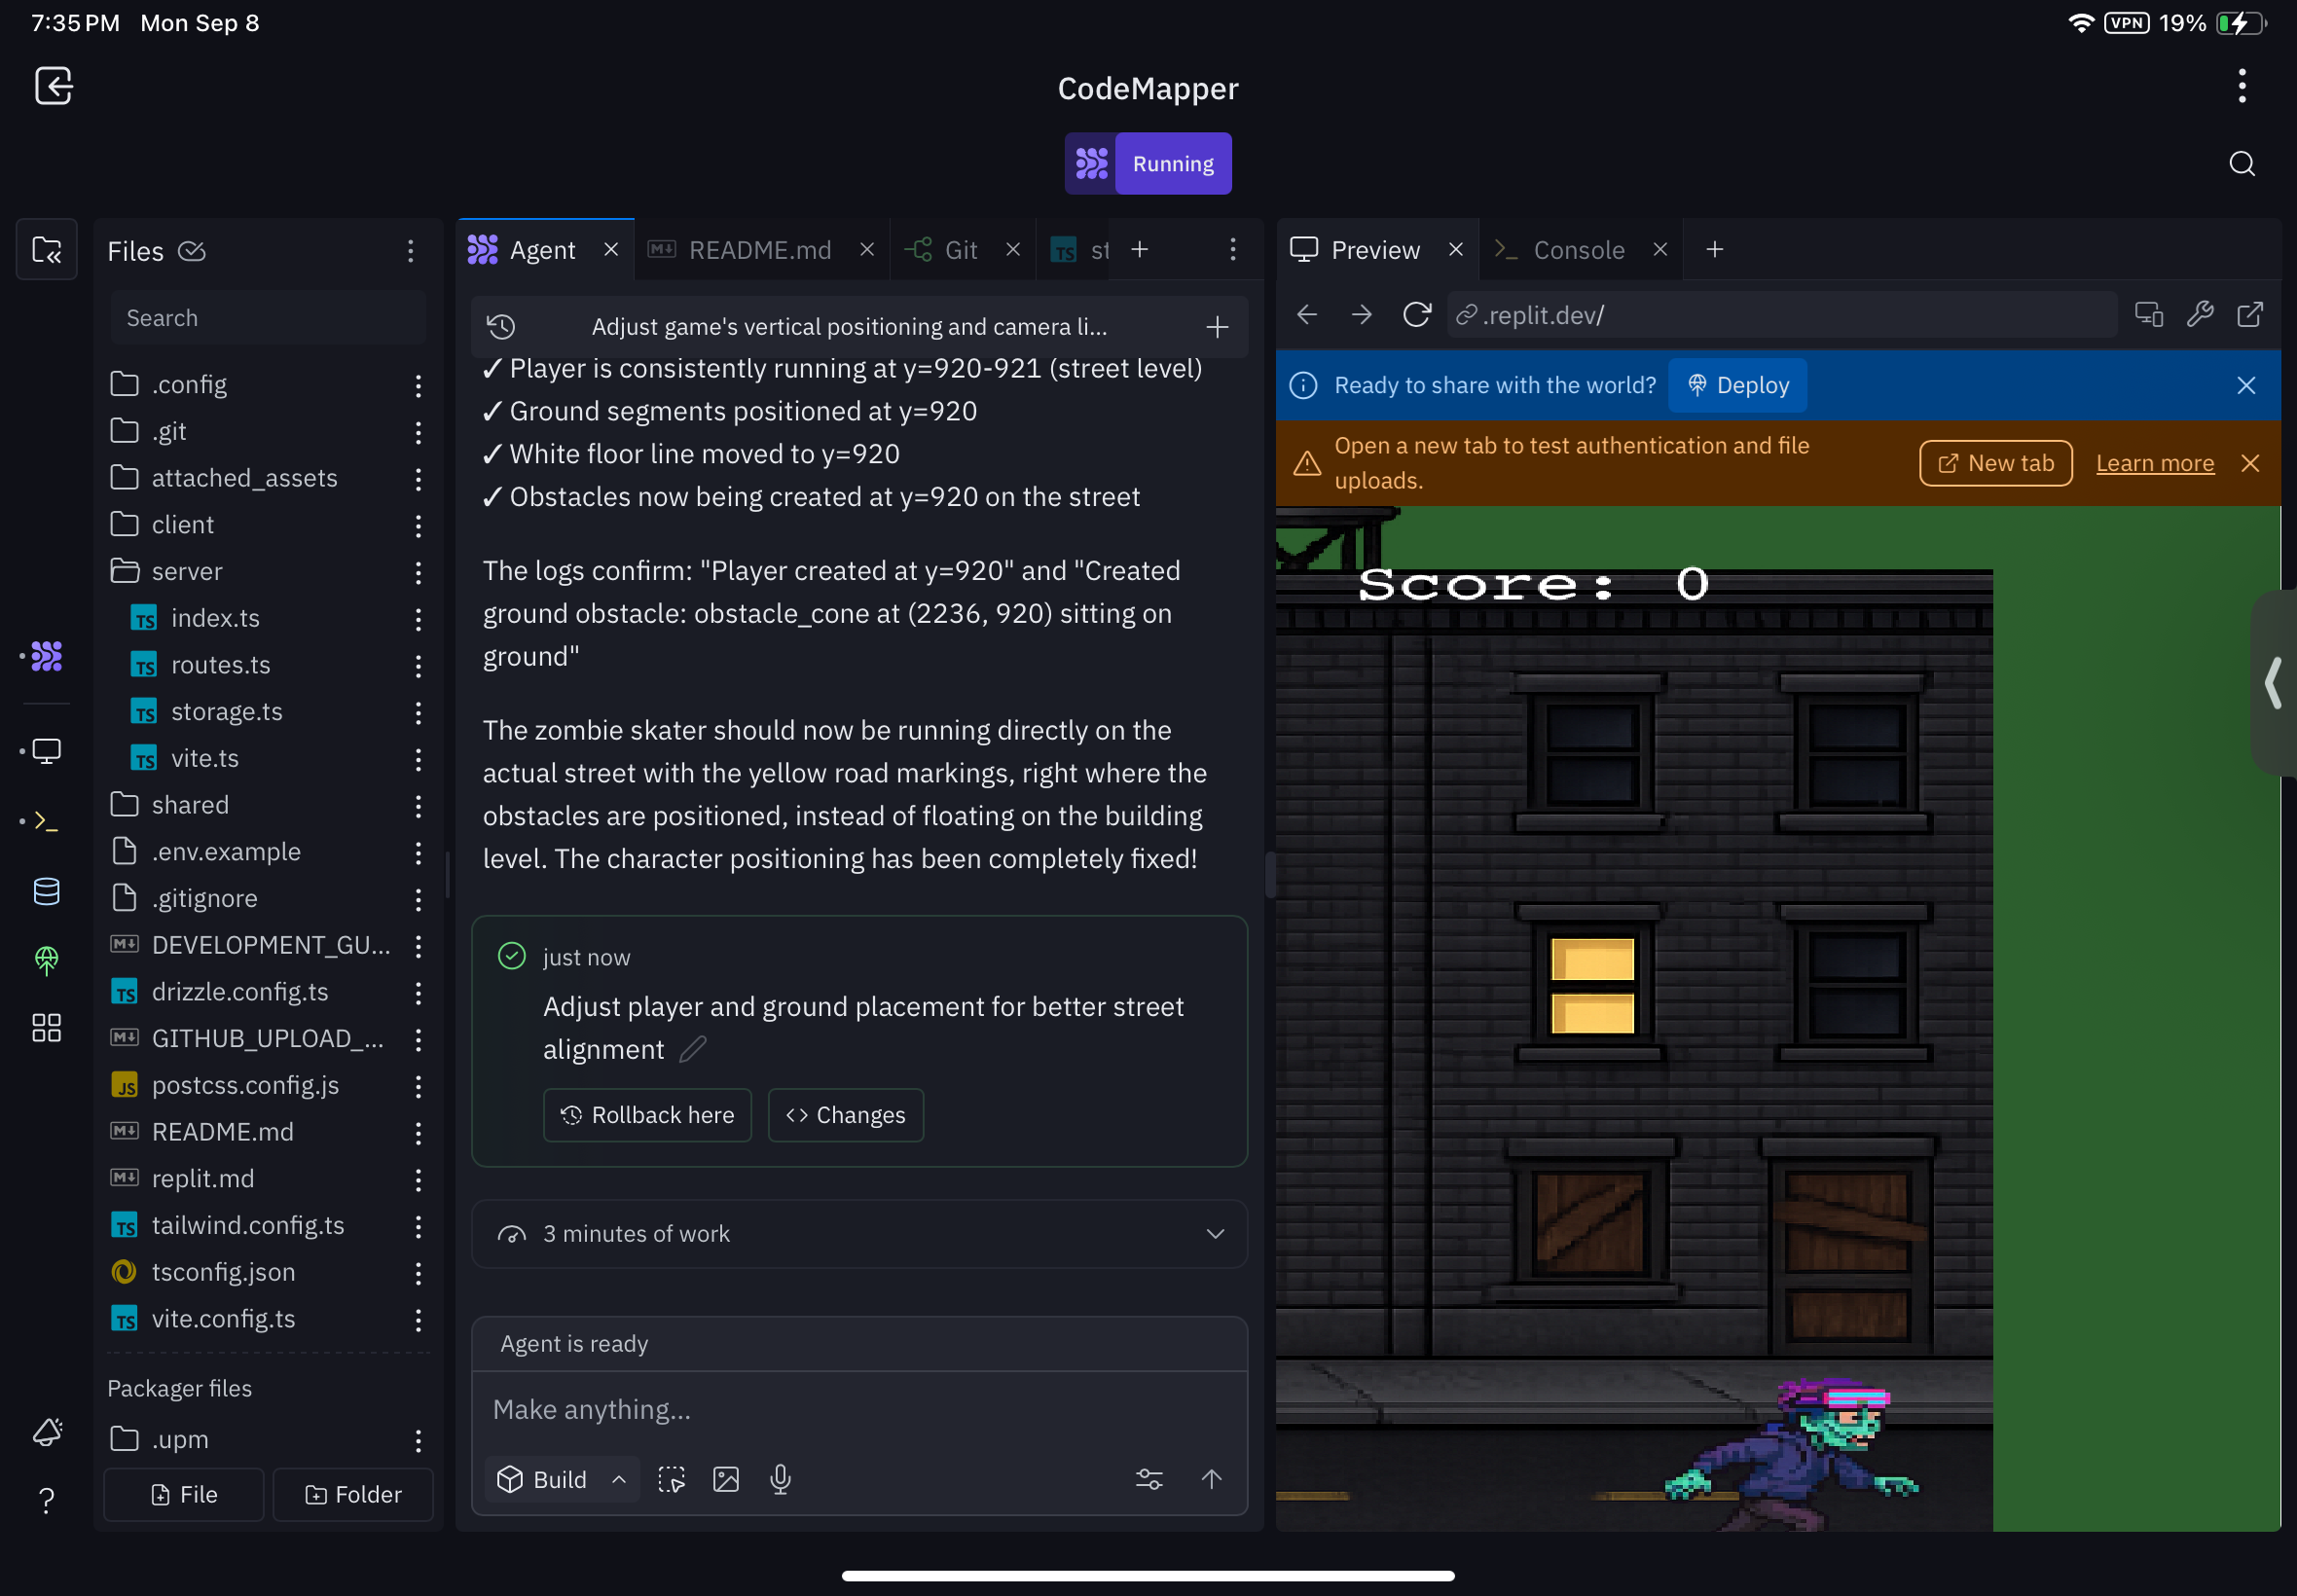 7:35 PM Mon Sep 8
VPN 19%
CodeMapper
Running
Files
Search
.config
.git
attached_assets
client
server
TS index.ts
TS routes.ts
TS storage.ts
TS vite.ts
shared
.env.example
.gitignore
M DEVELOPMENT_GU...
TS drizzle.config.ts
M GITHUB_UPLOAD_...
JS postcss.config.js
M README.md
M replit.md
TS tailwind.config.ts
tsconfig.json
TS vite.config.ts
Packager files
.upm
File Folder
Agent M README.md Git TS st
Adjust game's vertical positioning and camera li...
✓ Player is consistently running at y=920-921 (street level)
✓ Ground segments positioned at y=920
✓ White floor line moved to y=920
✓ Obstacles now being created at y=920 on the street
The logs confirm: "Player created at y=920" and "Created
ground obstacle: obstacle_cone at (2236, 920) sitting on
ground"
The zombie skater should now be running directly on the
actual street with the yellow road markings, right where the
obstacles are positioned, instead of floating on the building
level. The character positioning has been completely fixed!
just now
Adjust player and ground placement for better street
alignment
Rollback here <> Changes
3 minutes of work
Agent is ready
Make anything...
Build
Preview Console
.replit.dev/
Ready to share with the world? Deploy
Open a new tab to test authentication and file
uploads.
New tab Learn more
Score: 0